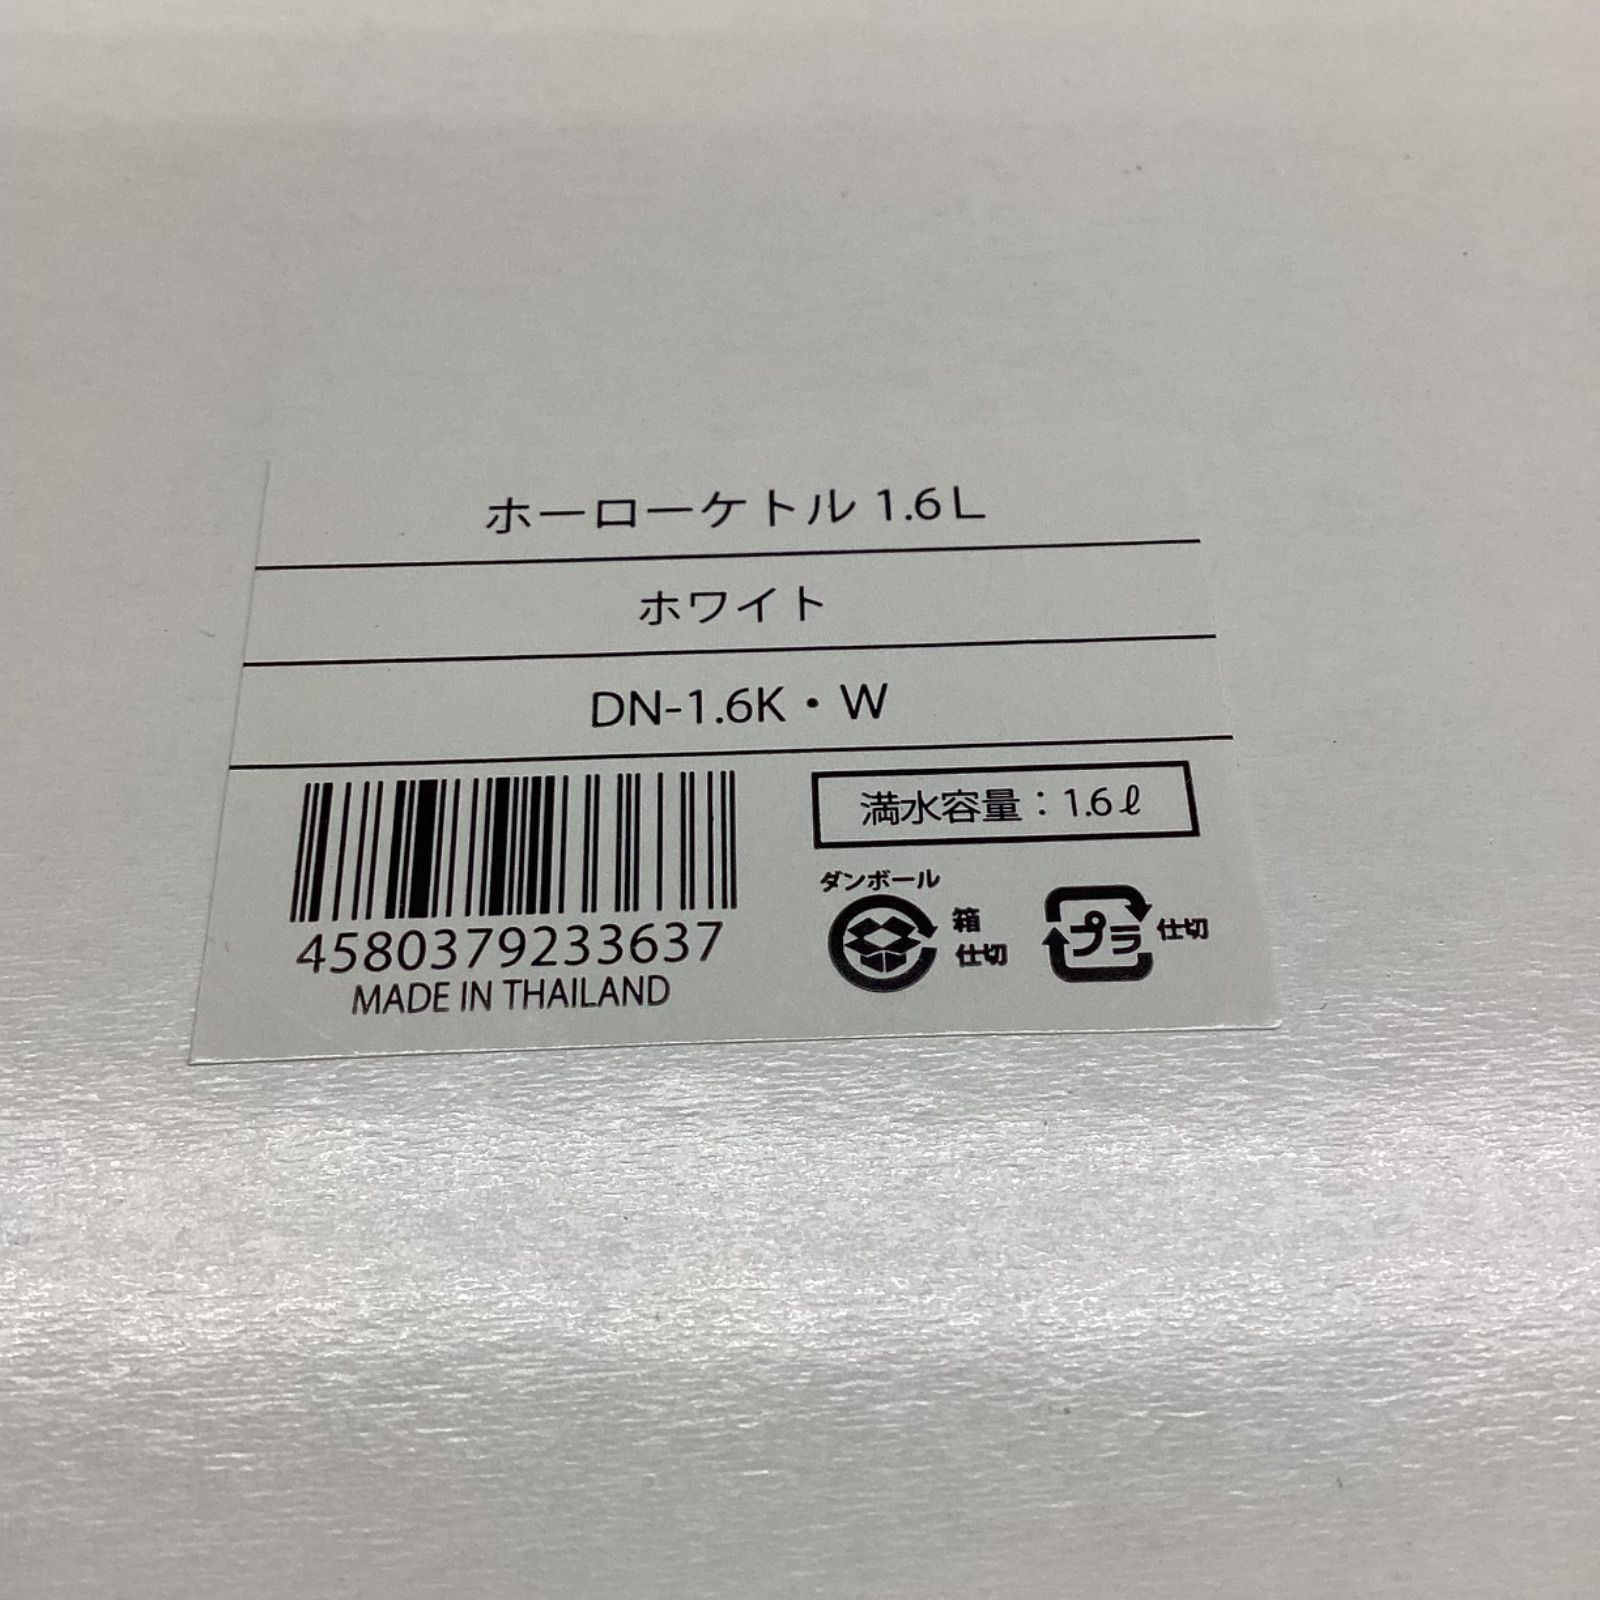 ホーローケトル 1.6L
ホワイト
DN-1.6K・W
満水容量：1.6ℓ
4580379233637
MADE IN THAILAND
ダンボール
箱
仕切
プラ 仕切